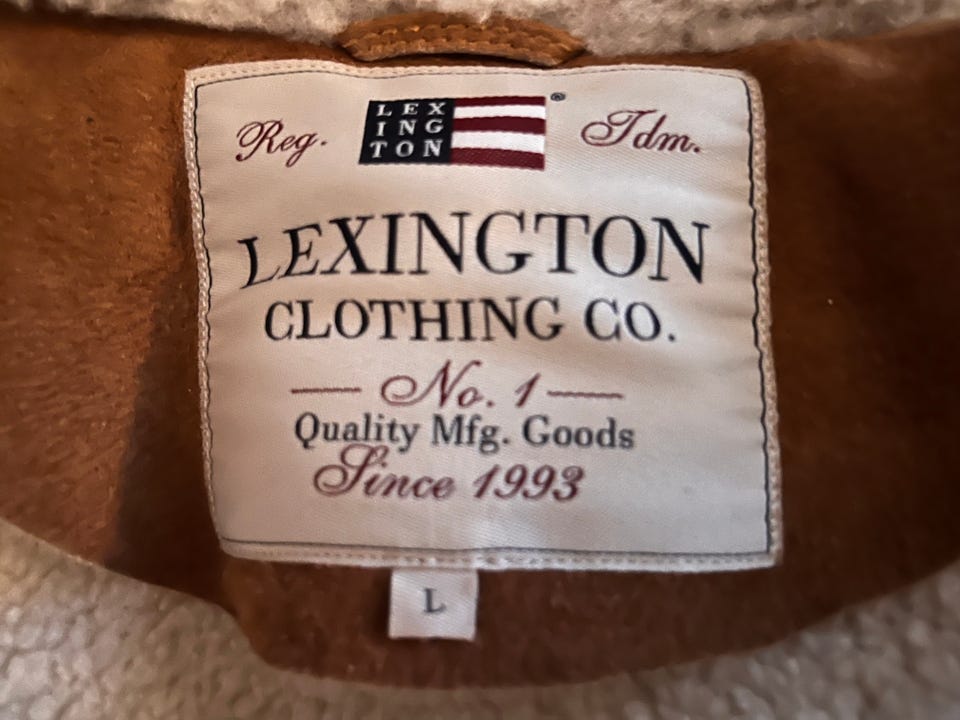 Reg.
LEX
ING
TON
®
Tdm.
LEXINGTON
CLOTHING CO.
No. 1
Quality Mfg. Goods
Since 1993
L